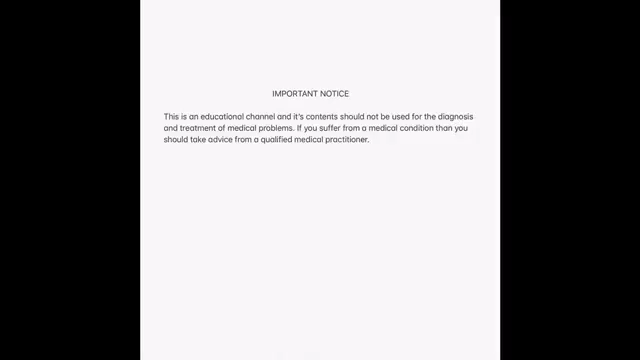 IMPORTANT NOTICE
This is an educational channel and it's contents should not be used for the diagnosis
and treatment of medical problems. If you suffer from a medical condition than you
should take advice from a qualified medical practitioner.